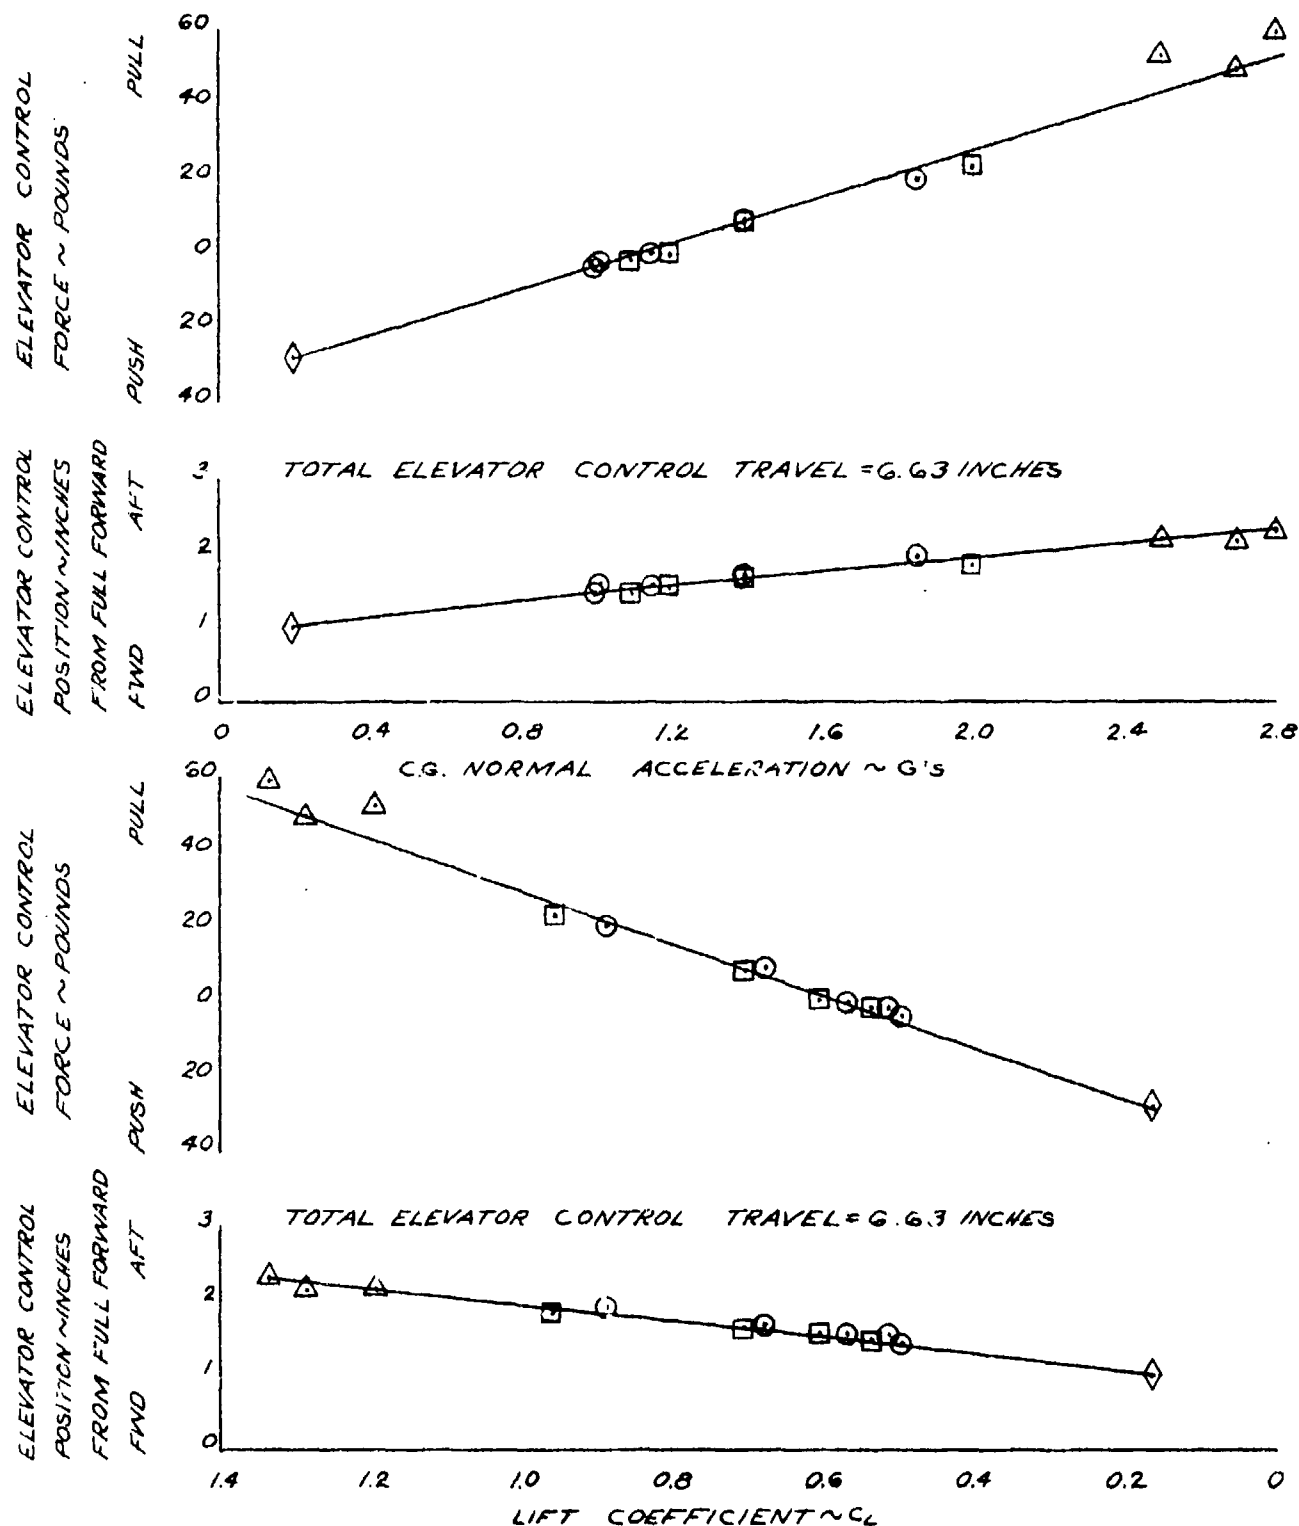 ELEVATOR CONTROL
FORCE ~ POUNDS
PUSH PULL
60
40
20
0
20
40
ELEVATOR CONTROL
POSITION ~ INCHES
FROM FULL FORWARD
FWD AFT
TOTAL ELEVATOR CONTROL TRAVEL = 6.63 INCHES
3
2
1
0
0 0.4 0.8 1.2 1.6 2.0 2.4 2.8
C.G. NORMAL ACCELERATION ~ G'S
ELEVATOR CONTROL
FORCE ~ POUNDS
PUSH PULL
60
40
20
0
20
40
ELEVATOR CONTROL
POSITION ~ INCHES
FROM FULL FORWARD
FWD AFT
TOTAL ELEVATOR CONTROL TRAVEL = 6.63 INCHES
3
2
1
0
1.4 1.2 1.0 0.8 0.6 0.4 0.2 0
LIFT COEFFICIENT ~ CL